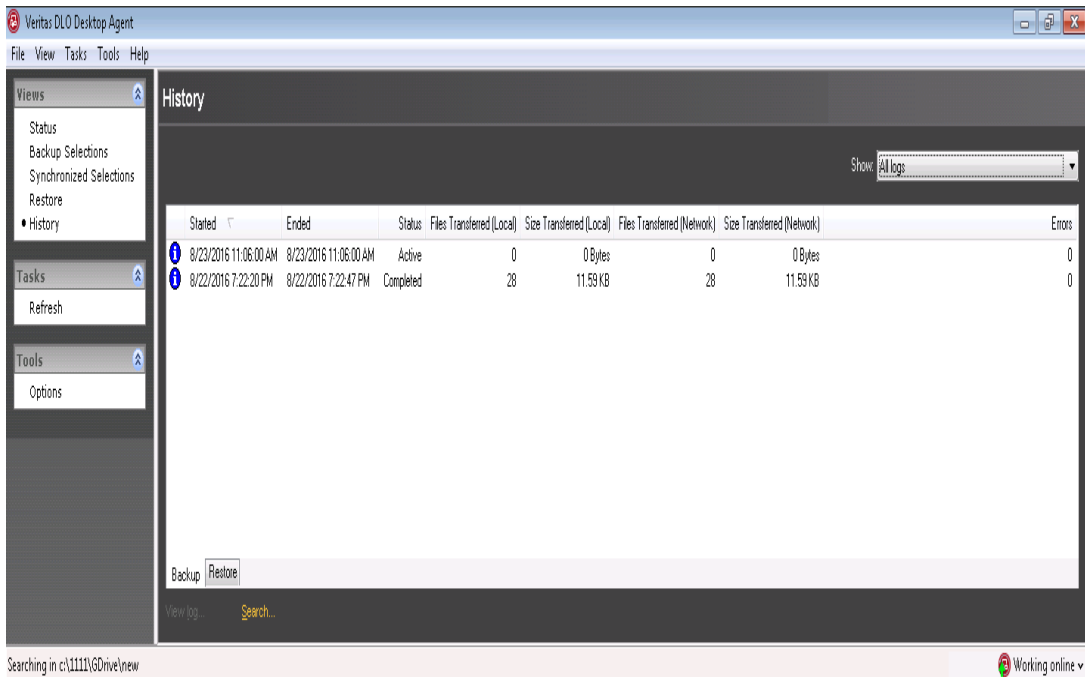 Veritas DLO Desktop Agent
File View Tasks Tools Help
Views
Status
Backup Selections
Synchronized Selections
Restore
History
Tasks
Refresh
Tools
Options
History
Show: All logs
Started Ended Status Files Transferred (Local) Size Transferred (Local) Files Transferred (Network) Size Transferred (Network) Errors
8/23/2016 11:06:00 AM 8/23/2016 11:06:00 AM Active 0 0 Bytes 0 0 Bytes 0
8/22/2016 7:22:20 PM 8/22/2016 7:22:47 PM Completed 28 11.59 KB 28 11.59 KB 0
Backup Restore
View log... Search...
Searching in c:\1111\GDrive\new
Working online